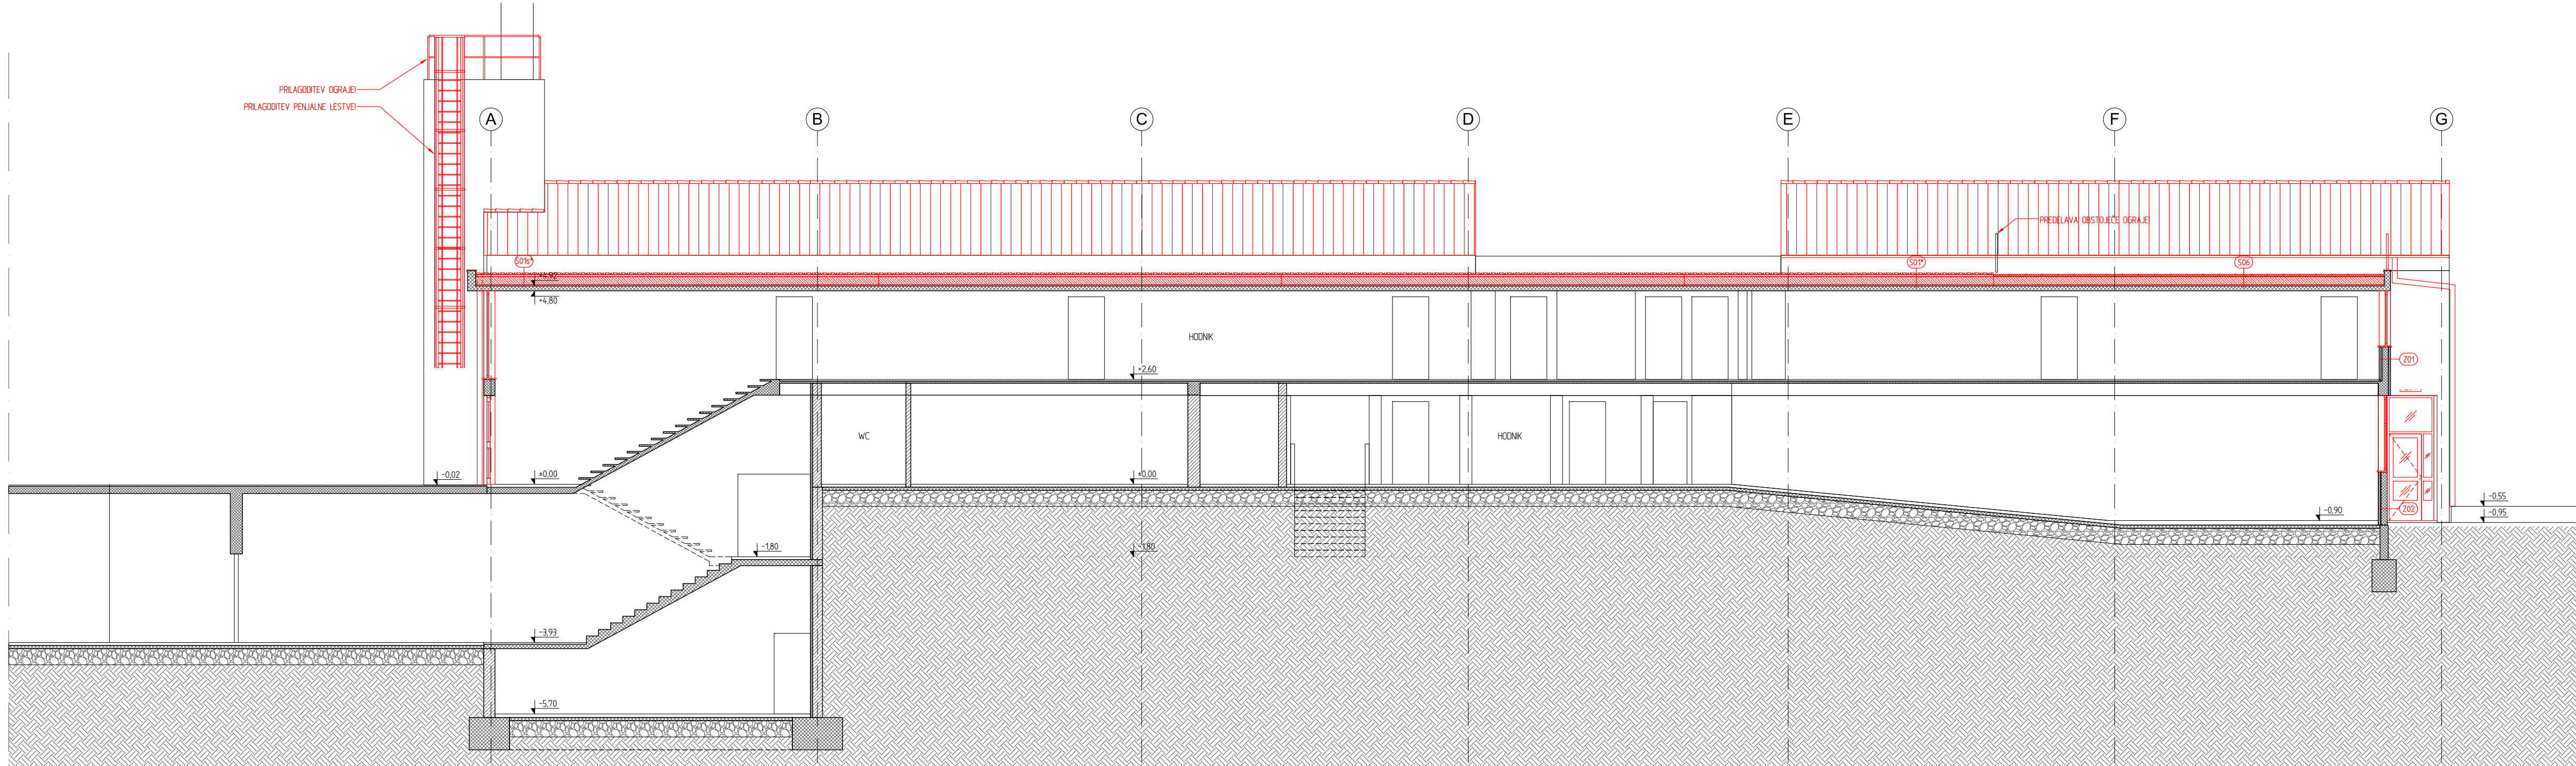 PRILAGODITEV OGRAJE!
PRILAGODITEV PENJALNE LESTVE!
A
B
C
D
E
F
G
PREDELAVA OBSTOJEČE OGRAJE!
S01s*
S01*
S06
+4,92
+4,80
HODNIK
Z01
+2,60
WC
HODNIK
-0,02
±0,00
±0,00
-0,55
Z02
-0,90
-0,95
-1,80
-1,80
-3,93
-5,70